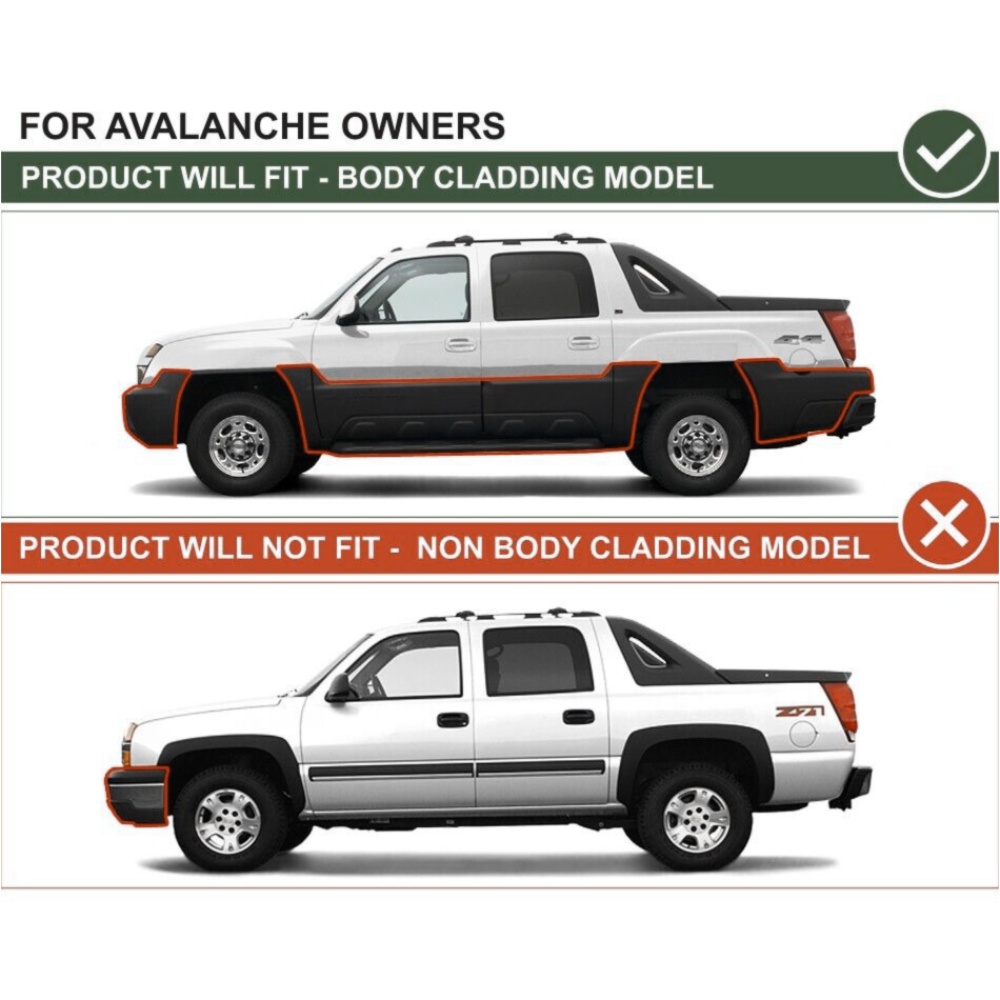 FOR AVALANCHE OWNERS
PRODUCT WILL FIT - BODY CLADDING MODEL
4x4
PRODUCT WILL NOT FIT - NON BODY CLADDING MODEL
Z71